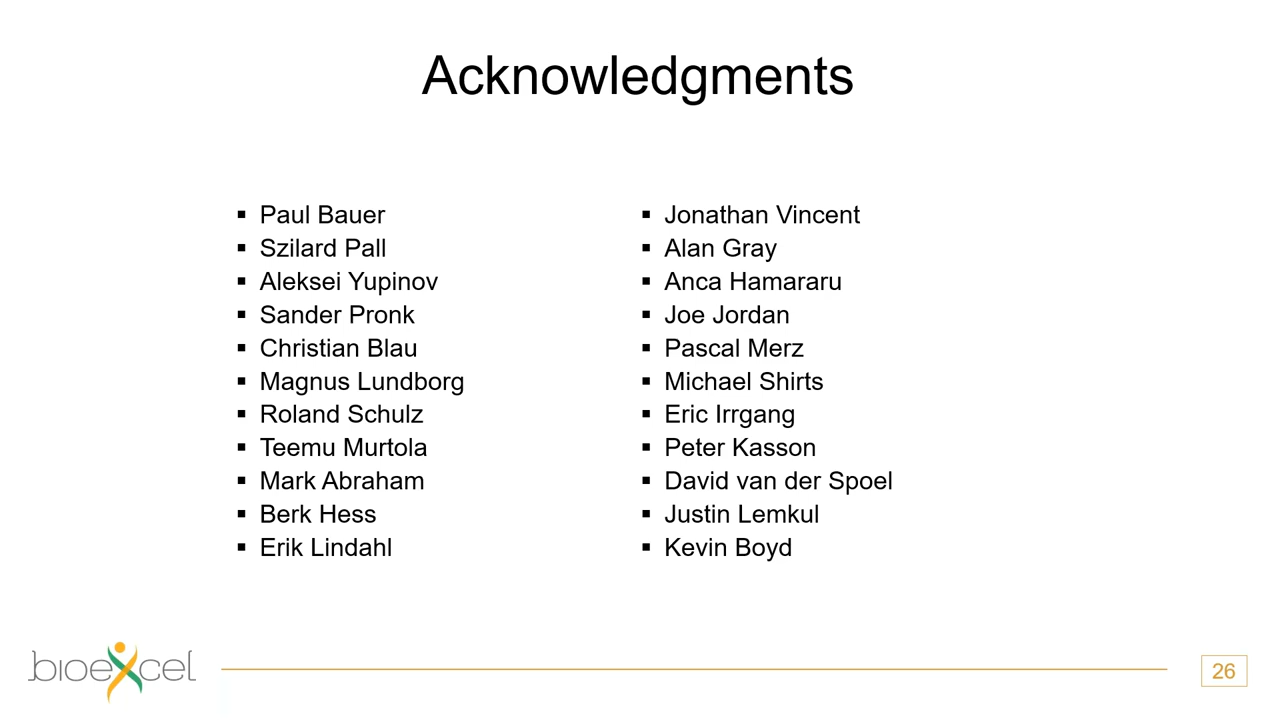 Acknowledgments
▪ Paul Bauer
▪ Szilard Pall
▪ Aleksei Yupinov
▪ Sander Pronk
▪ Christian Blau
▪ Magnus Lundborg
▪ Roland Schulz
▪ Teemu Murtola
▪ Mark Abraham
▪ Berk Hess
▪ Erik Lindahl
▪ Jonathan Vincent
▪ Alan Gray
▪ Anca Hamararu
▪ Joe Jordan
▪ Pascal Merz
▪ Michael Shirts
▪ Eric Irrgang
▪ Peter Kasson
▪ David van der Spoel
▪ Justin Lemkul
▪ Kevin Boyd
bioexcel
26